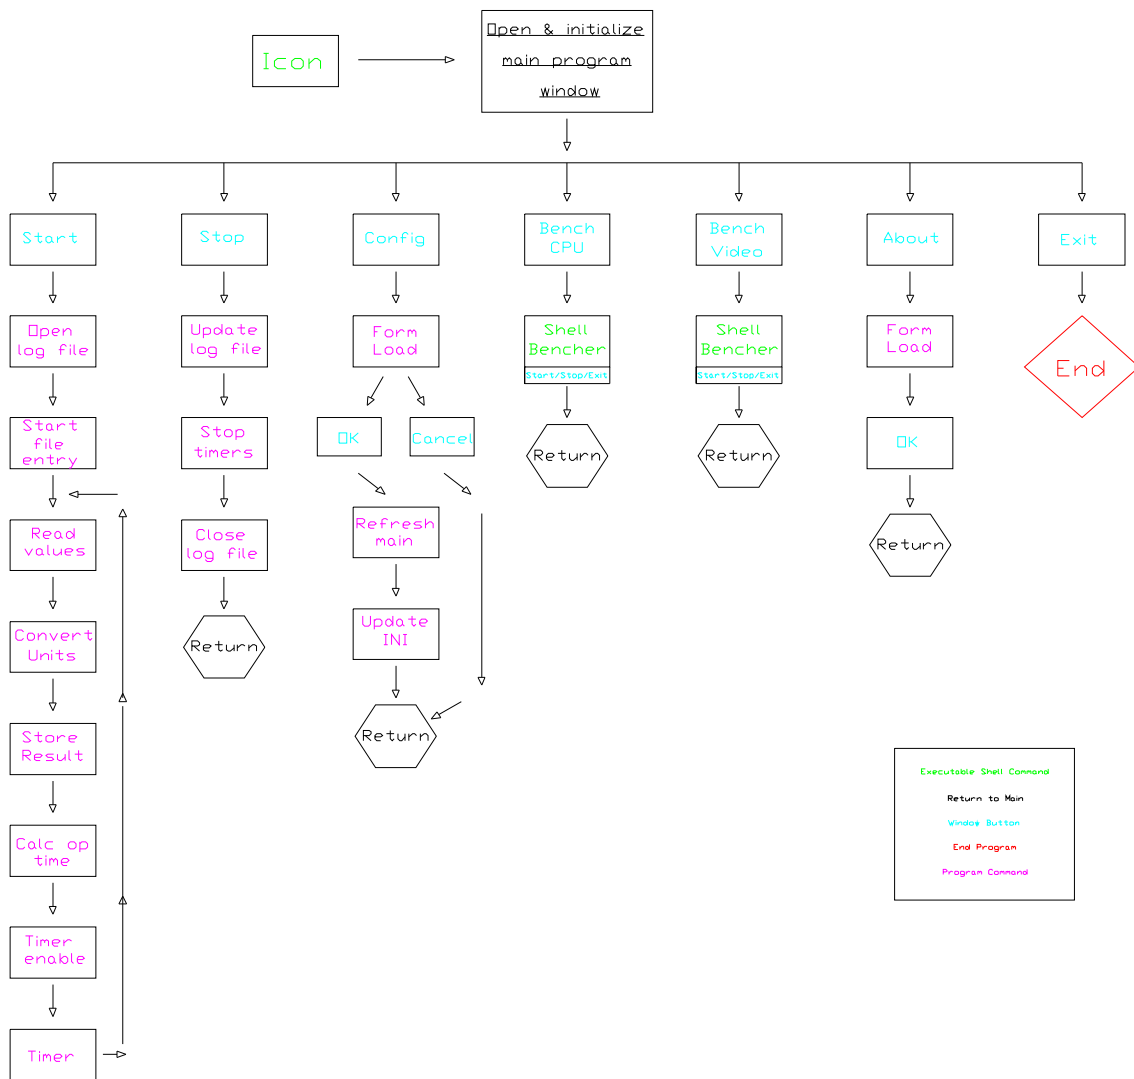 Icon
Open & initialize
main program
window
Start
Stop
Config
Bench
CPU
Bench
Video
About
Exit
Open
log file
Update
log file
Form
Load
Shell
Bencher
Start/Stop/Exit
Shell
Bencher
Start/Stop/Exit
Form
Load
End
Start
file
entry
Stop
timers
OK
Cancel
Return
Return
OK
Read
values
Close
log file
Refresh
main
Return
Convert
Units
Return
Update
INI
Store
Result
Return
Calc op
time
Timer
enable
Timer
Executable Shell Command
Return to Main
Window Button
End Program
Program Command